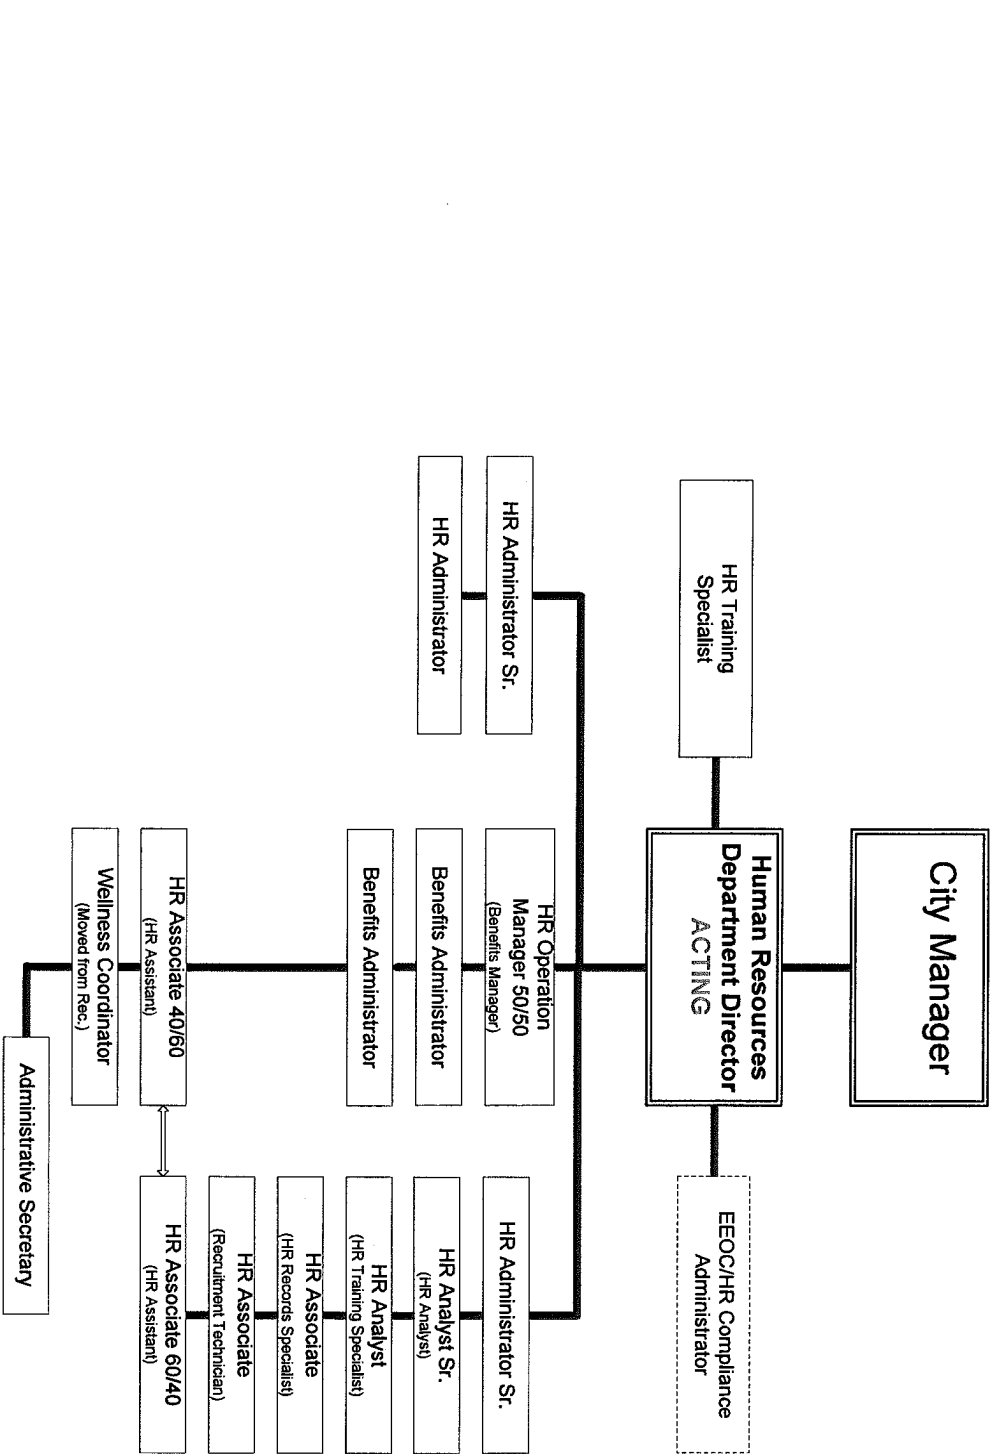 City Manager
HR Training
Specialist
Human Resources
Department Director
ACTING
EEOC/HR Compliance
Administrator
HR Administrator Sr.
HR Administrator
HR Operation
Manager 50/50
(Benefits Manager)
Benefits Administrator
Benefits Administrator
HR Associate 40/60
(HR Assistant)
Wellness Coordinator
(Moved from Rec.)
Administrative Secretary
HR Administrator Sr.
HR Analyst Sr.
(HR Analyst)
HR Analyst
(HR Training Specialist)
HR Associate
(HR Records Specialist)
HR Associate
(Recruitment Technician)
HR Associate 60/40
(HR Assistant)